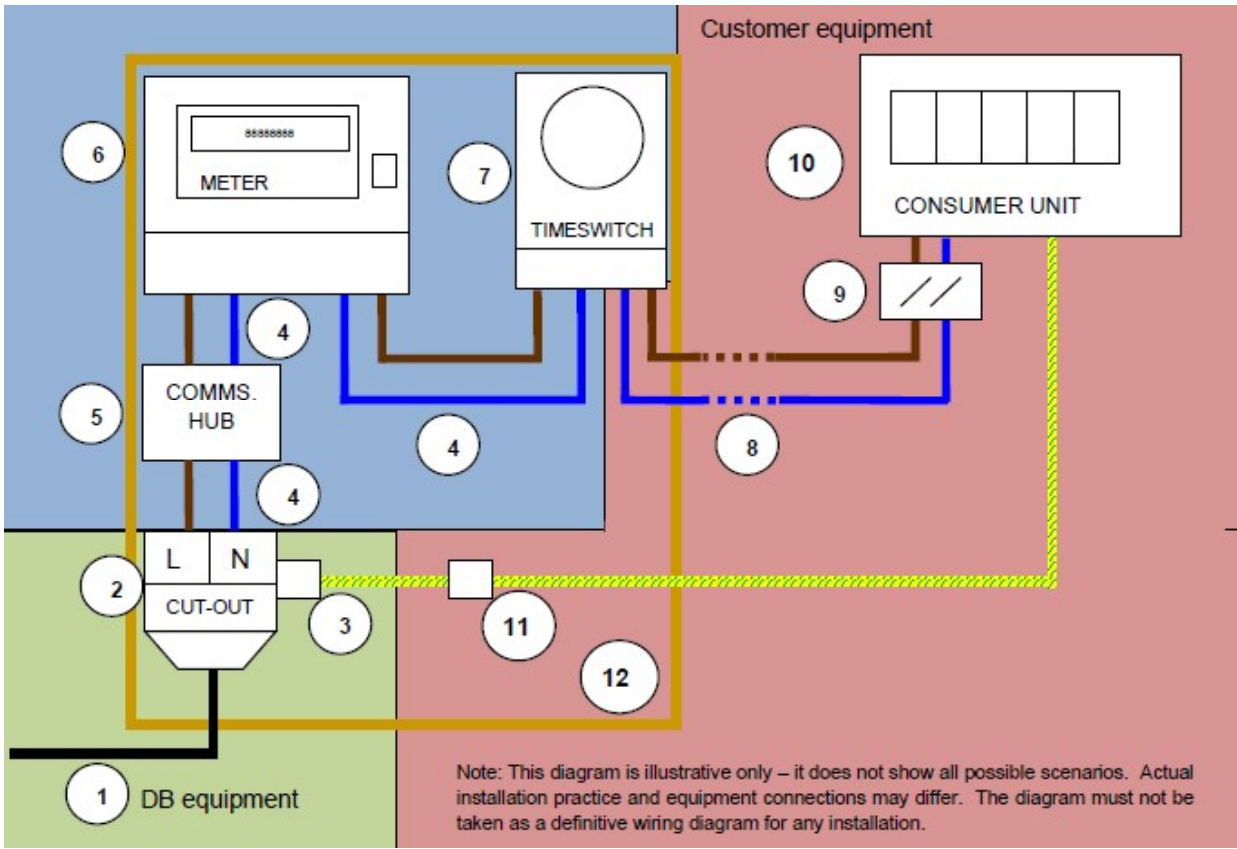 Customer equipment
88888888
6
METER
7
TIMESWITCH
10
CONSUMER UNIT
9
4
COMMS.
HUB
5
4
8
4
L
N
2
CUT-OUT
3
11
12
Note: This diagram is illustrative only – it does not show all possible scenarios. Actual
installation practice and equipment connections may differ. The diagram must not be
taken as a definitive wiring diagram for any installation.
1
DB equipment